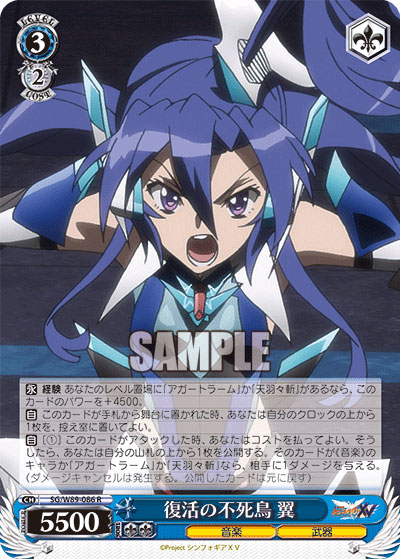 LEVEL
3
2
COST
SAMPLE
永 経験 あなたのレベル置場に「アガートラーム」か「天羽々斬」があるなら、この
カードのパワーを＋4500。
自 このカードが手札から舞台に置かれた時、あなたは自分のクロックの上から
1枚を、控え室に置いてよい。
自 [①] このカードがアタックした時、あなたはコストを払ってよい。そう
したら、あなたは自分の山札の上から1枚を公開する。そのカードが《音楽》の
キャラか「アガートラーム」なら、相手に1ダメージを与える。
(ダメージキャンセルは発生する。公開したカードは元に戻す)
CH
SG/W89-086 R
5500
復活の不死鳥 翼
音楽
武器
©Project シンフォギアＸＶ